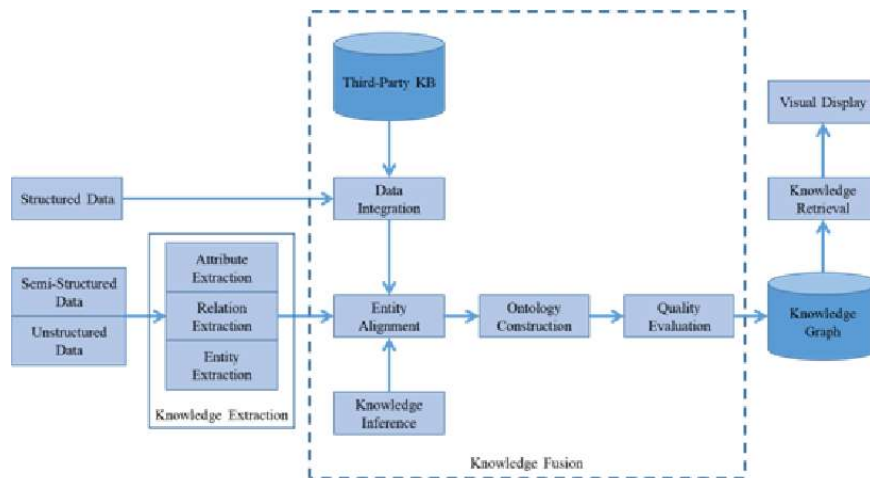 Third-Party KB
Visual Display
Structured Data
Data
Integration
Knowledge
Retrieval
Semi-Structured
Data
Unstructured
Data
Attribute
Extraction
Relation
Extraction
Entity
Extraction
Knowledge Extraction
Entity
Alignment
Ontology
Construction
Quality
Evaluation
Knowledge
Graph
Knowledge
Inference
Knowledge Fusion